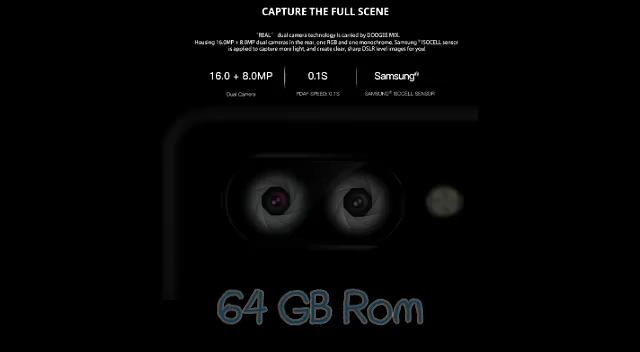 CAPTURE THE FULL SCENE
"REAL" dual camera technology is carried by DOOGEE MIX.
Housing 16.0MP + 8.0MP dual cameras in the rear, one RGB and one monochrome. Samsung® ISOCELL sensor
is applied to capture more light, and create clear, sharp DSLR level images for you!
16.0 + 8.0MP
0.1S
Samsung®
Dual Camera
PDAF SPEED: 0.1S
SAMSUNG® ISOCELL SENSOR
64 GB Rom